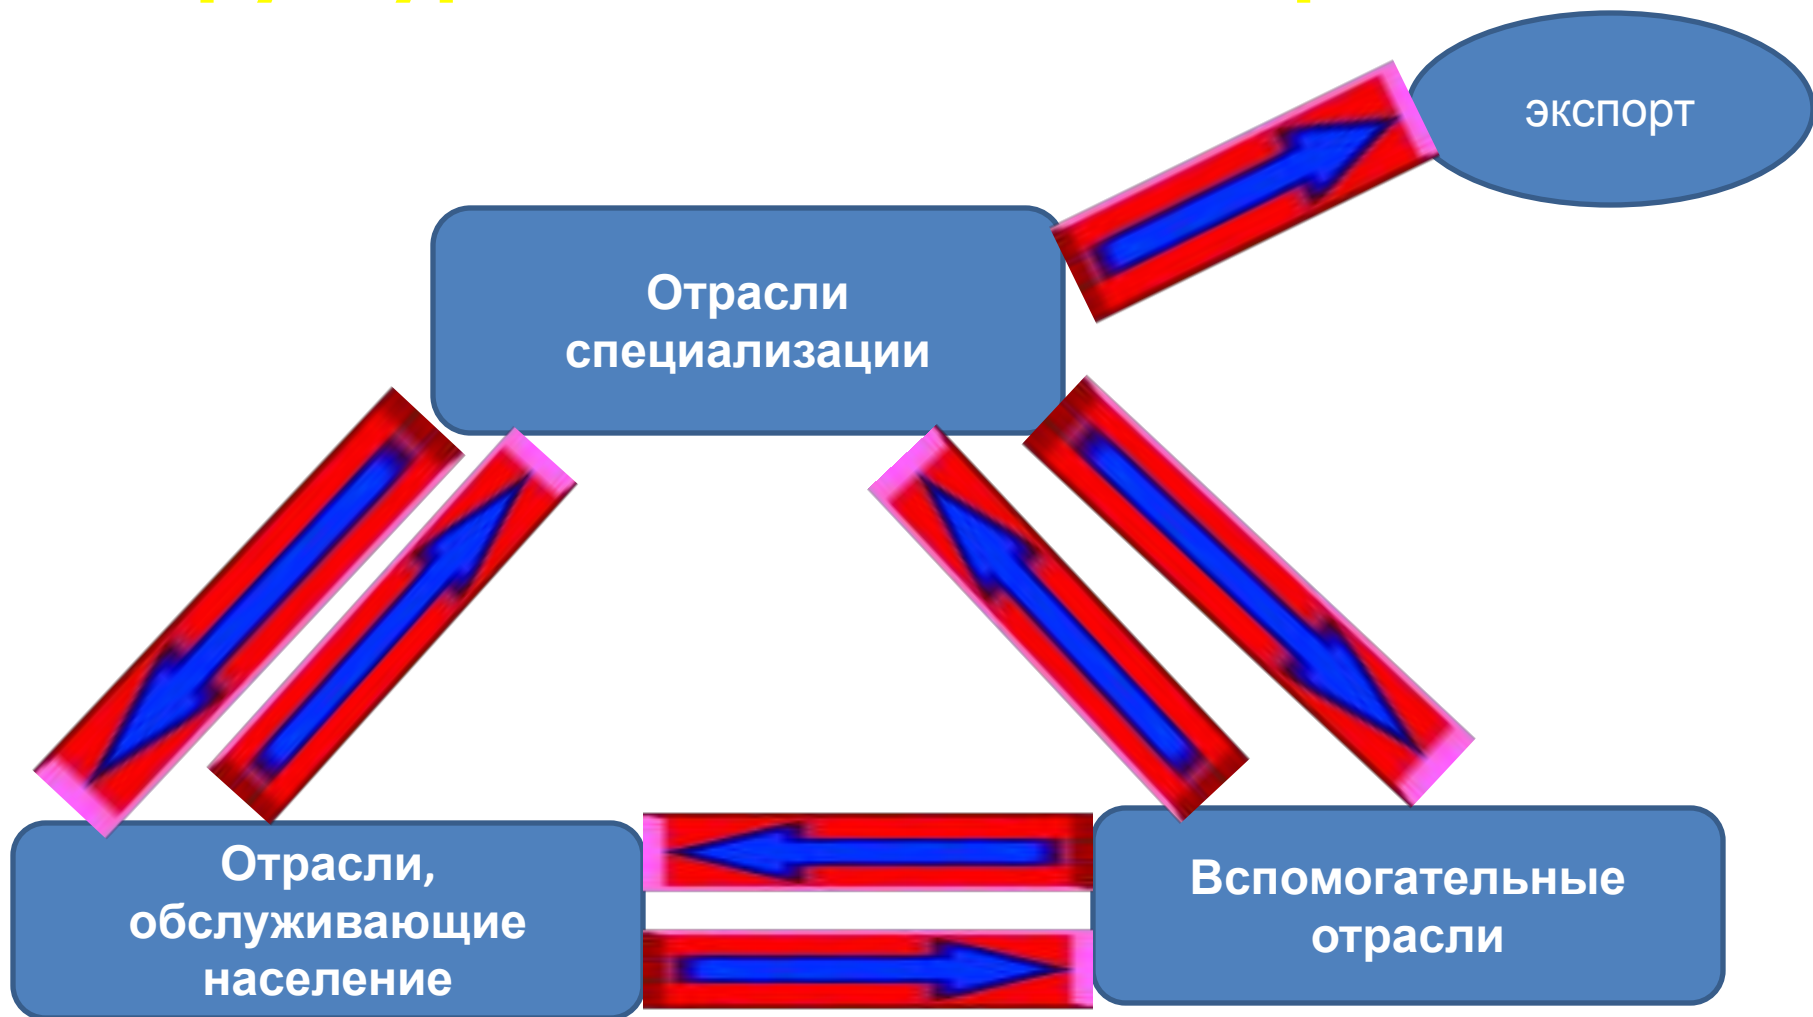 экспорт
Отрасли
специализации
Отрасли,
обслуживающие
население
Вспомогательные
отрасли